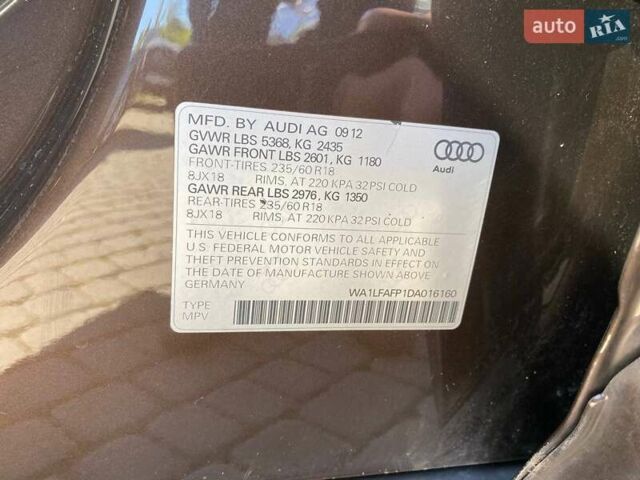 AUTO RIA .com
MFD. BY AUDI AG 09 12
GVWR LBS 5368, KG 2435
GAWR FRONT LBS 2601, KG 1180
FRONT-TIRES 235/60 R18
8JX18 RIMS, AT 220 KPA 32 PSI COLD
GAWR REAR LBS 2976, KG 1350
REAR-TIRES 235/60 R18
8JX18 RIMS, AT 220 KPA 32 PSI COLD
Audi
THIS VEHICLE CONFORMS TO ALL APPLICABLE
U.S. FEDERAL MOTOR VEHICLE SAFETY AND
THEFT PREVENTION STANDARDS IN EFFECT ON
THE DATE OF MANUFACTURE SHOWN ABOVE.
GERMANY
WA1LFAFP1DA016160
TYPE
MPV